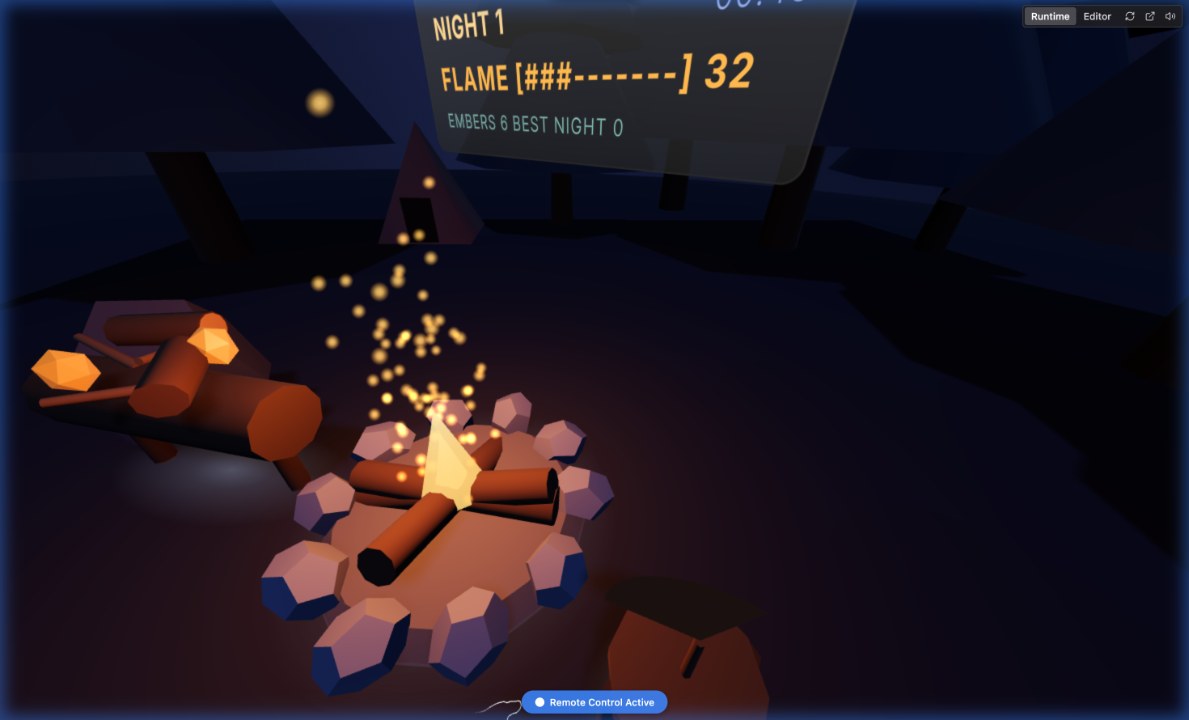 Runtime Editor
NIGHT 1
FLAME [###-------] 32
EMBERS 6 BEST NIGHT 0
Remote Control Active